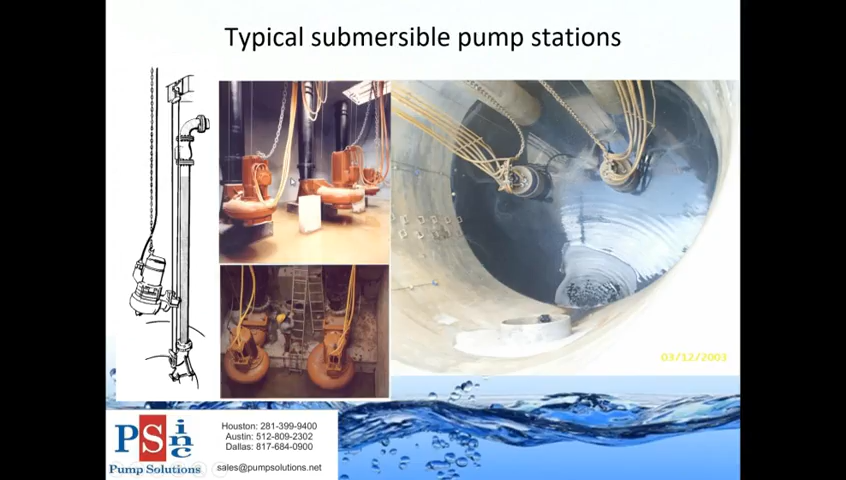 Typical submersible pump stations
03/12/2003
PS inc
Pump Solutions
Houston: 281-399-9400
Austin: 512-809-2302
Dallas: 817-684-0900
sales@pumpsolutions.net